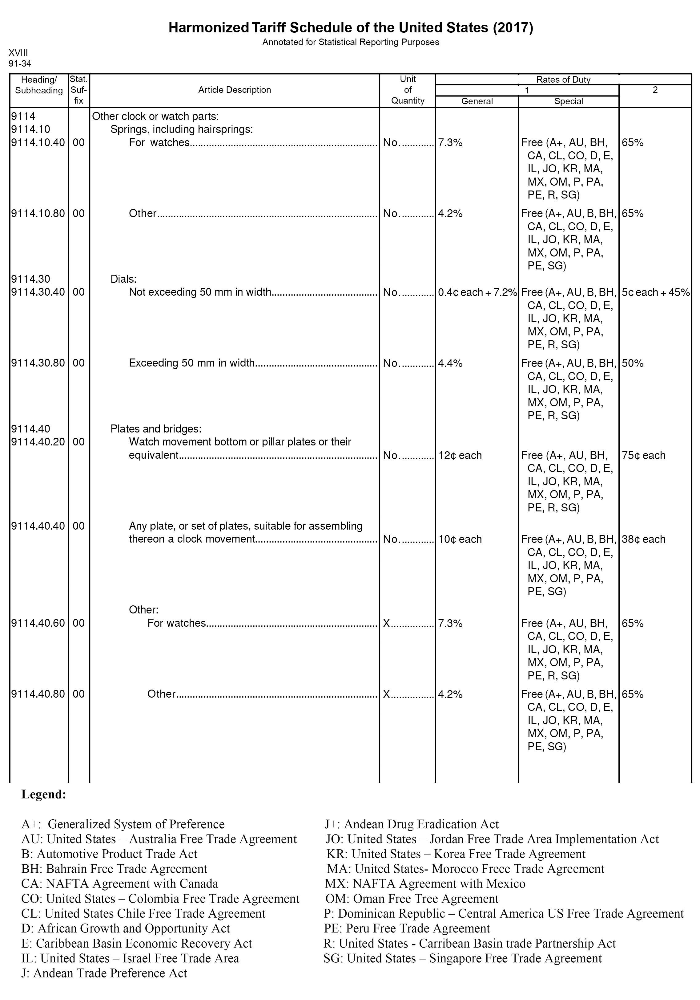 Harmonized Tariff Schedule of the United States (2017)
Annotated for Statistical Reporting Purposes
XVIII
91-34
Heading/ Stat. Unit Rates of Duty
Subheading Suf- Article Description of 1 2
fix Quantity General Special
9114 Other clock or watch parts:
9114.10 Springs, including hairsprings:
9114.10.40 00 For watches No. 7.3% Free (A+, AU, BH, 65%
CA, CL, CO, D, E,
IL, JO, KR, MA,
MX, OM, P, PA,
PE, R, SG)
9114.10.80 00 Other No. 4.2% Free (A+, AU, B, BH, 65%
CA, CL, CO, D, E,
IL, JO, KR, MA,
MX, OM, P, PA,
PE, SG)
9114.30 Dials:
9114.30.40 00 Not exceeding 50 mm in width No. 0.4¢ each + 7.2% Free (A+, AU, B, BH, 5¢ each + 45%
CA, CL, CO, D, E,
IL, JO, KR, MA,
MX, OM, P, PA,
PE, R, SG)
9114.30.80 00 Exceeding 50 mm in width No. 4.4% Free (A+, AU, B, BH, 50%
CA, CL, CO, D, E,
IL, JO, KR, MA,
MX, OM, P, PA,
PE, R, SG)
9114.40 Plates and bridges:
9114.40.20 00 Watch movement bottom or pillar plates or their
equivalent No. 12¢ each Free (A+, AU, BH, 75¢ each
CA, CL, CO, D, E,
IL, JO, KR, MA,
MX, OM, P, PA,
PE, R, SG)
9114.40.40 00 Any plate, or set of plates, suitable for assembling
thereon a clock movement No. 10¢ each Free (A+, AU, B, BH, 38¢ each
CA, CL, CO, D, E,
IL, JO, KR, MA,
MX, OM, P, PA,
PE, SG)
Other:
9114.40.60 00 For watches X 7.3% Free (A+, AU, BH, 65%
CA, CL, CO, D, E,
IL, JO, KR, MA,
MX, OM, P, PA,
PE, R, SG)
9114.40.80 00 Other X 4.2% Free (A+, AU, B, BH, 65%
CA, CL, CO, D, E,
IL, JO, KR, MA,
MX, OM, P, PA,
PE, SG)
Legend:
A+: Generalized System of Preference
AU: United States – Australia Free Trade Agreement
B: Automotive Product Trade Act
BH: Bahrain Free Trade Agreement
CA: NAFTA Agreement with Canada
CO: United States – Colombia Free Trade Agreement
CL: United States Chile Free Trade Agreement
D: African Growth and Opportunity Act
E: Caribbean Basin Economic Recovery Act
IL: United States – Israel Free Trade Area
J: Andean Trade Preference Act
J+: Andean Drug Eradication Act
JO: United States – Jordan Free Trade Area Implementation Act
KR: United States – Korea Free Trade Agreement
MA: United States- Morocco Freee Trade Agreement
MX: NAFTA Agreement with Mexico
OM: Oman Free Tree Agreement
P: Dominican Republic – Central America US Free Trade Agreement
PE: Peru Free Trade Agreement
R: United States - Carribean Basin trade Partnership Act
SG: United States – Singapore Free Trade Agreement